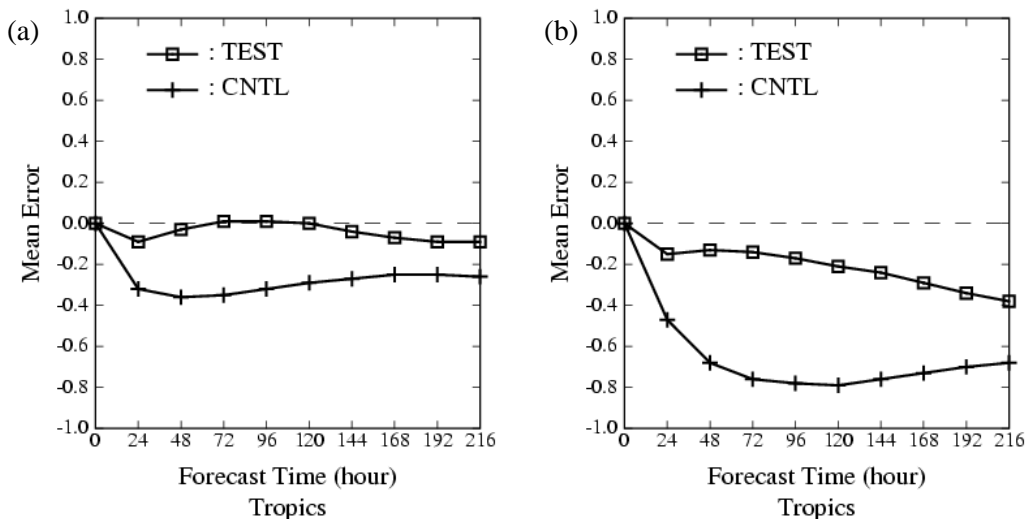 (a)
1.0
0.8
0.6
0.4
0.2
0.0
-0.2
-0.4
-0.6
-0.8
-1.0
Mean Error
: TEST
: CNTL
0 24 48 72 96 120 144 168 192 216
Forecast Time (hour)
Tropics
(b)
1.0
0.8
0.6
0.4
0.2
0.0
-0.2
-0.4
-0.6
-0.8
-1.0
Mean Error
: TEST
: CNTL
0 24 48 72 96 120 144 168 192 216
Forecast Time (hour)
Tropics